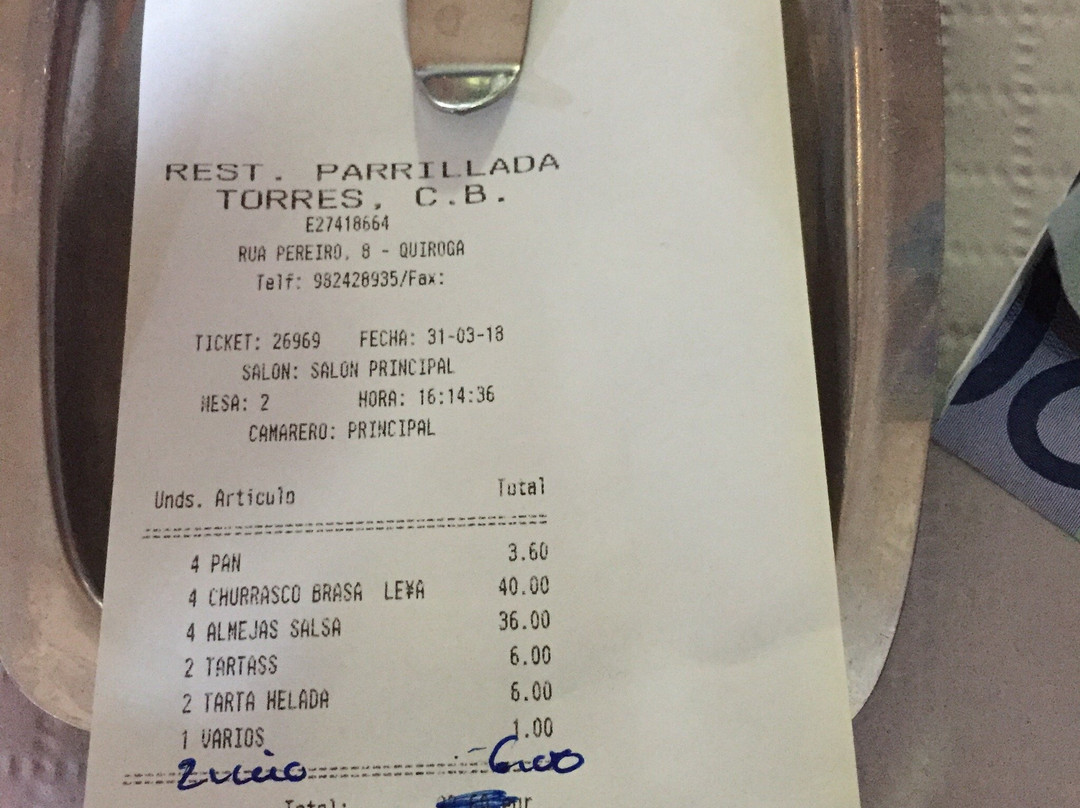 REST. PARRILLADA
TORRES, C.B.
E27418664
RUA PEREIRO, 8 - QUIROGA
Telf: 982428935/Fax:
TICKET: 26969 FECHA: 31-03-18
SALON: SALON PRINCIPAL
MESA: 2 HORA: 16:14:36
CAMARERO: PRINCIPAL
Unds. Articulo Total
4 PAN 3.60
4 CHURRASCO BRASA LE¥A 40.00
4 ALMEJAS SALSA 36.00
2 TARTASS 6.00
2 TARTA HELADA 6.00
1 VARIOS 1.00
6,00
Total: eur